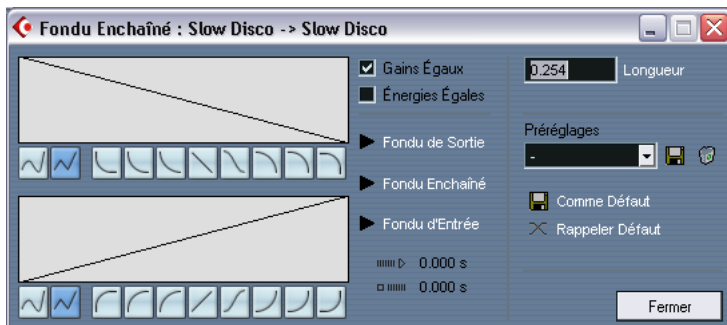 Fondu Enchaîné : Slow Disco -> Slow Disco
Gains Égaux
Énergies Égales
0.254 Longueur
Fondu de Sortie
Fondu Enchaîné
Fondu d'Entrée
Préréglages
-
Comme Défaut
Rappeler Défaut
0.000 s
0.000 s
Fermer